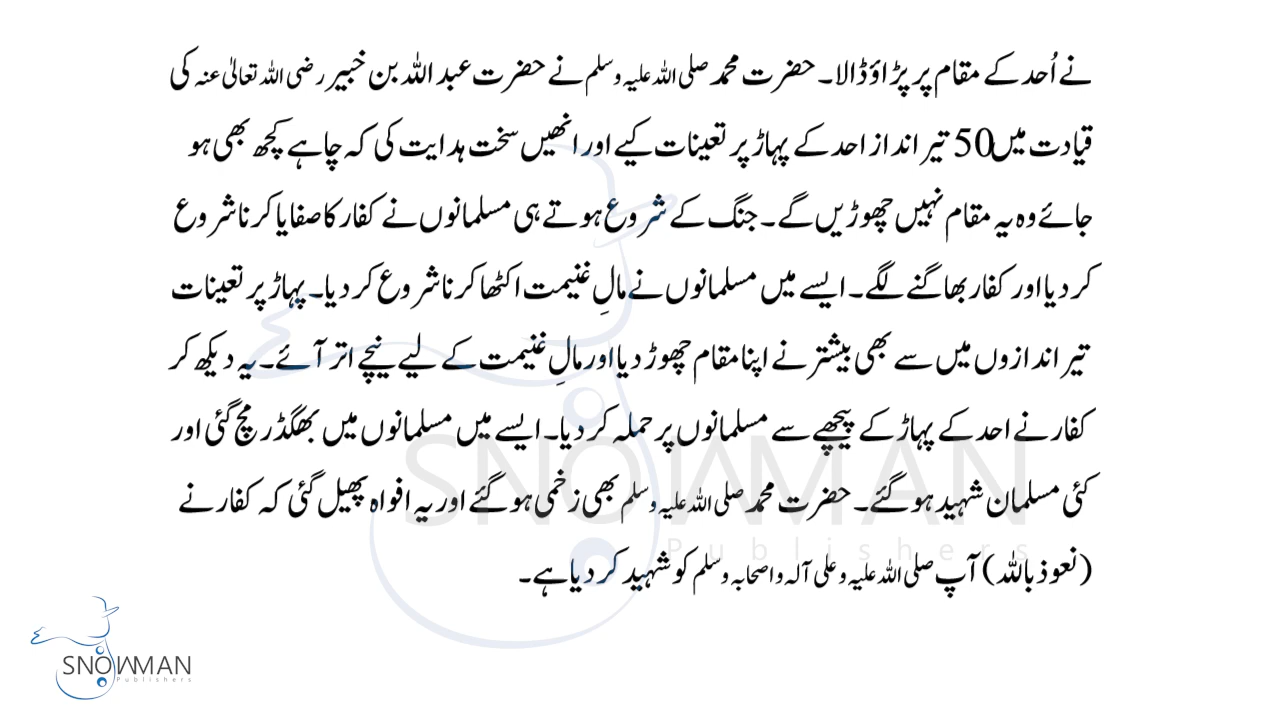 نے اُحد کے مقام پر پڑاؤ ڈالا۔ حضرت محمد صلی اللہ علیہ وسلم نے حضرت عبد اللہ بن خبیر رضی اللہ تعالیٰ عنہ کی
قیادت میں 50 تیر انداز احد کے پہاڑ پر تعینات کیے اور انھیں سخت ہدایت کی کہ چاہے کچھ بھی ہو
جائے وہ یہ مقام نہیں چھوڑیں گے۔ جنگ کے شروع ہوتے ہی مسلمانوں نے کفار کا صفایا کرنا شروع
کر دیا اور کفار بھاگنے لگے۔ ایسے میں مسلمانوں نے مالِ غنیمت اکٹھا کرنا شروع کر دیا۔ پہاڑ پر تعینات
تیر اندازوں میں سے بھی بیشتر نے اپنا مقام چھوڑ دیا اور مالِ غنیمت کے لیے نیچے اتر آئے۔ یہ دیکھ کر
کفار نے احد کے پہاڑ کے پیچھے سے مسلمانوں پر حملہ کر دیا۔ ایسے میں مسلمانوں میں بھگڈر مچ گئی اور
کئی مسلمان شہید ہو گئے۔ حضرت محمد صلی اللہ علیہ وسلم بھی زخمی ہو گئے اور یہ افواہ پھیل گئی کہ کفار نے
(نعوذ باللہ) آپ صلی اللہ علیہ و علی آلہ و اصحابہ وسلم کو شہید کر دیا ہے۔
SNOWMAN
Publishers
SNOWMAN
Publishers